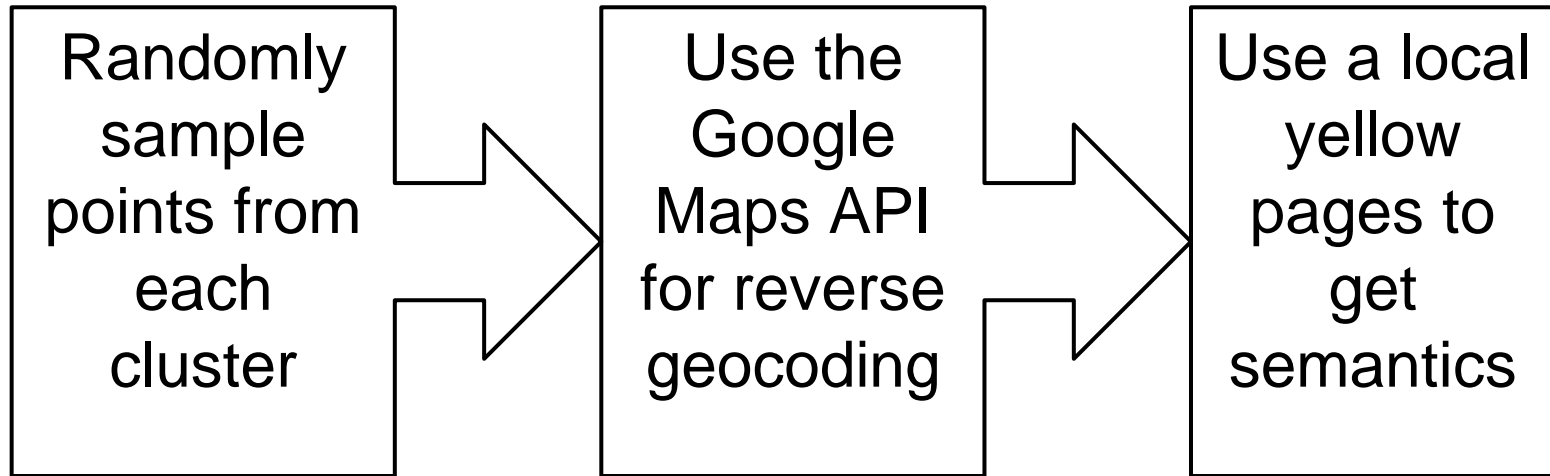 Randomly
sample
points from
each
cluster
Use the
Google
Maps API
for reverse
geocoding
Use a local
yellow
pages to
get
semantics